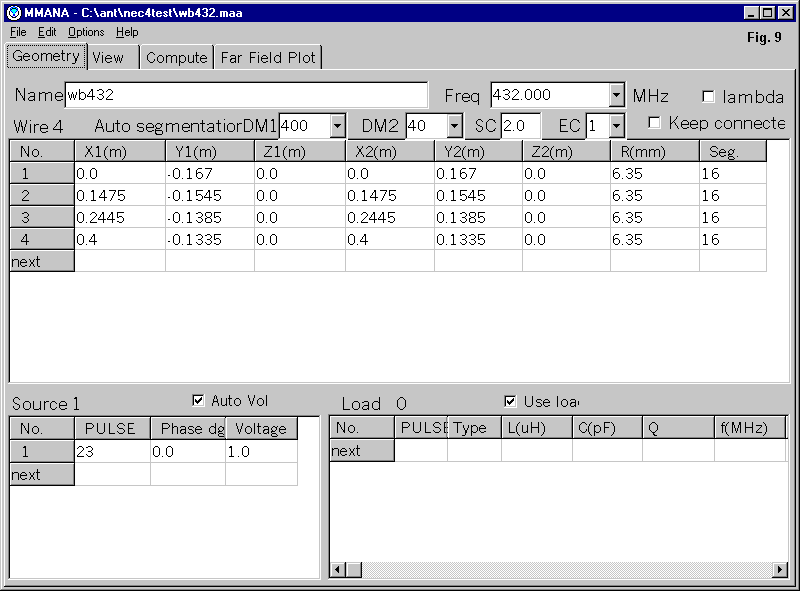 MMANA - C:\ant\nec4test\wb432.maa
File Edit Options Help
Fig. 9
Geometry View Compute Far Field Plot
Name wb432 Freq 432.000 MHz lambda
Wire 4 Auto segmentatior DM1 400 DM2 40 SC 2.0 EC 1 Keep connecte
No. X1(m) Y1(m) Z1(m) X2(m) Y2(m) Z2(m) R(mm) Seg.
1 0.0 -0.167 0.0 0.0 0.167 0.0 6.35 16
2 0.1475 -0.1545 0.0 0.1475 0.1545 0.0 6.35 16
3 0.2445 -0.1385 0.0 0.2445 0.1385 0.0 6.35 16
4 0.4 -0.1335 0.0 0.4 0.1335 0.0 6.35 16
next
Source 1 Auto Vol
No. PULSE Phase dg Voltage
1 23 0.0 1.0
next
Load 0 Use loa
No. PULSE Type L(uH) C(pF) Q f(MHz)
next